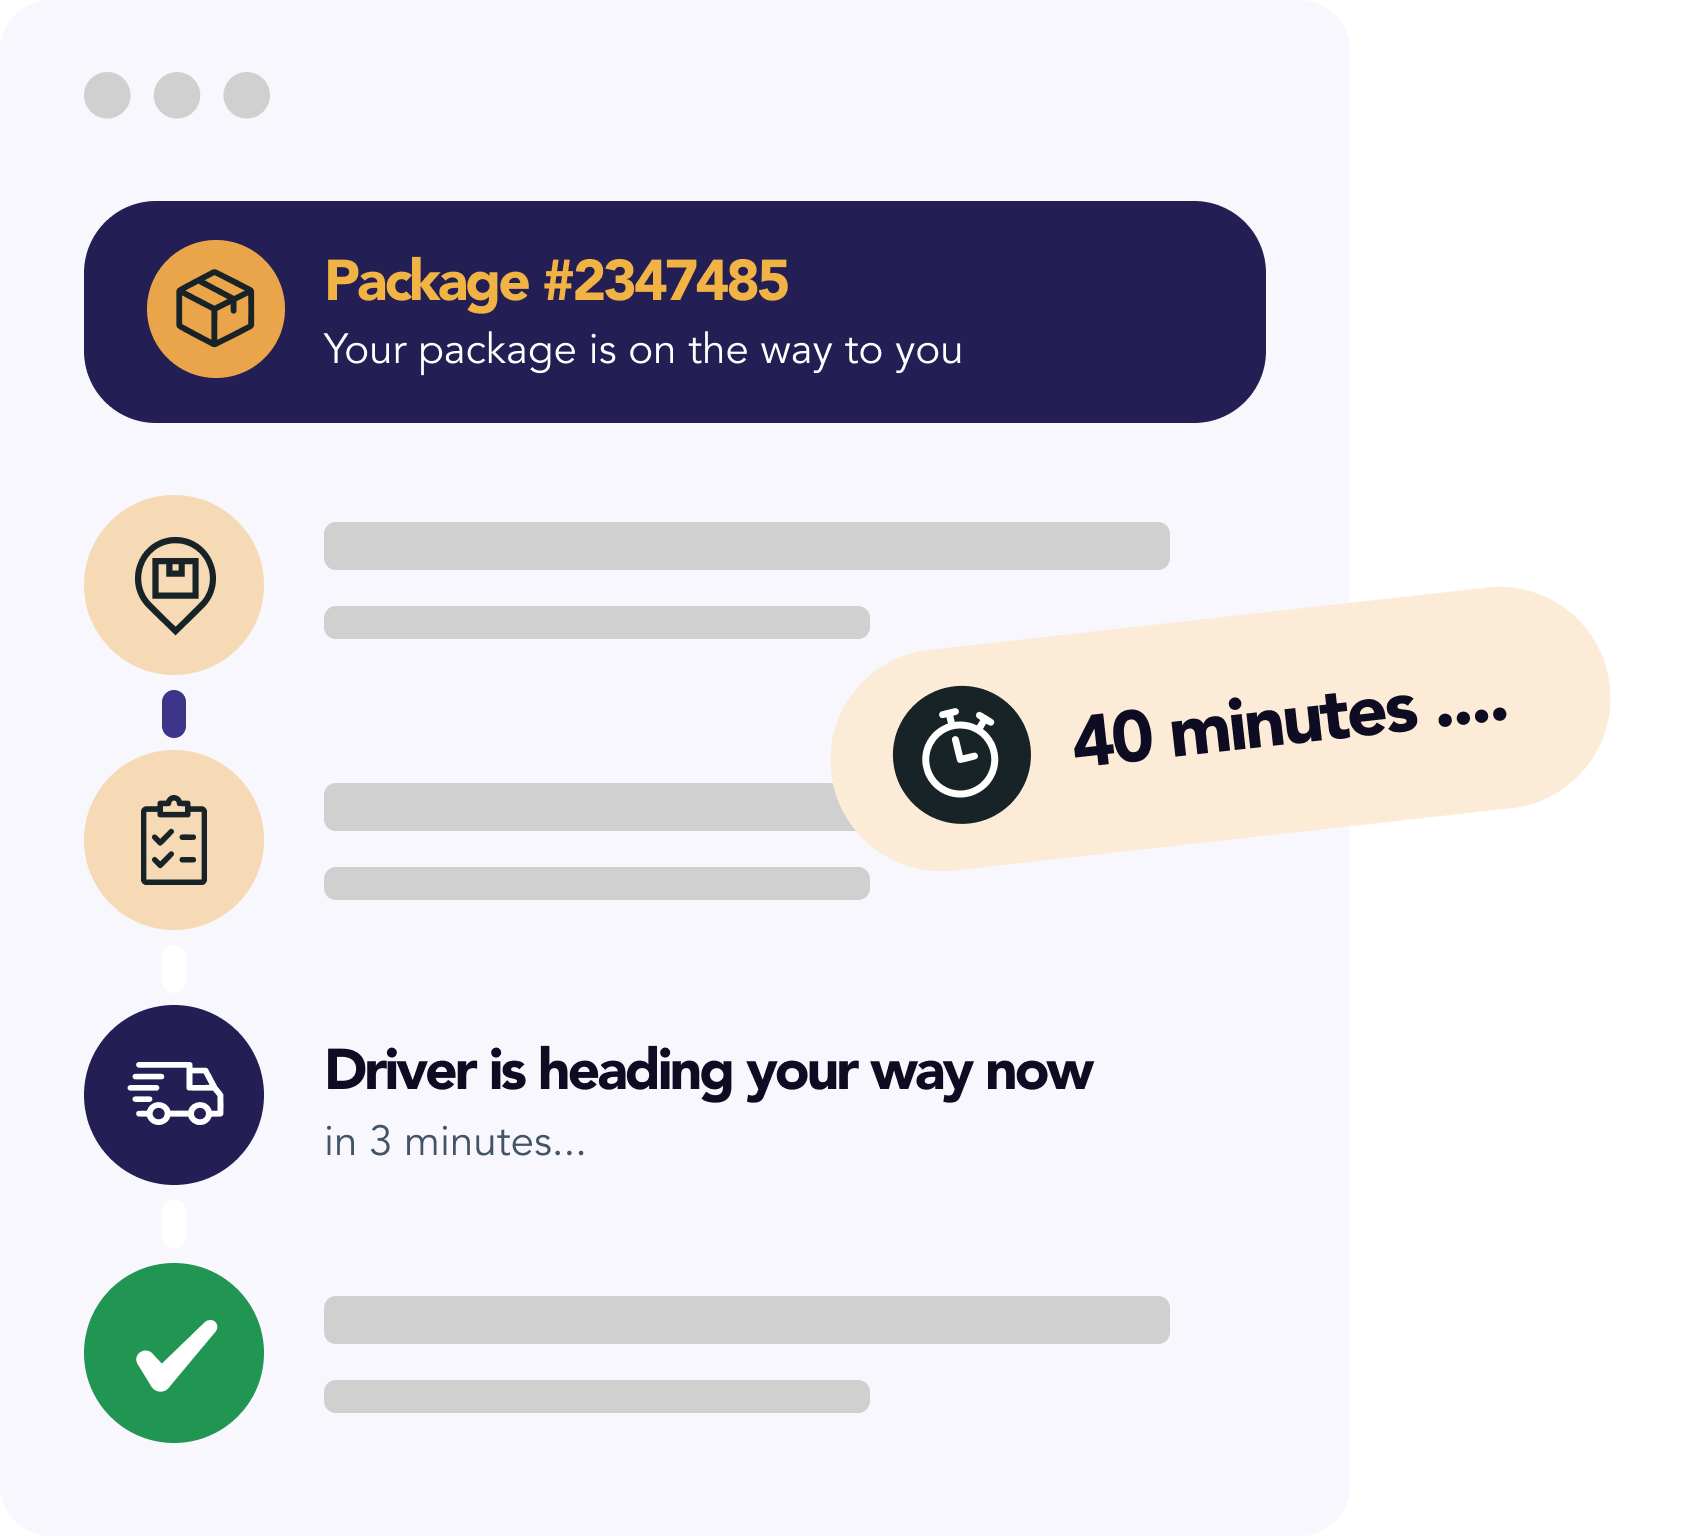 Package #2347485
Your package is on the way to you
40 minutes ....
Driver is heading your way now
in 3 minutes...